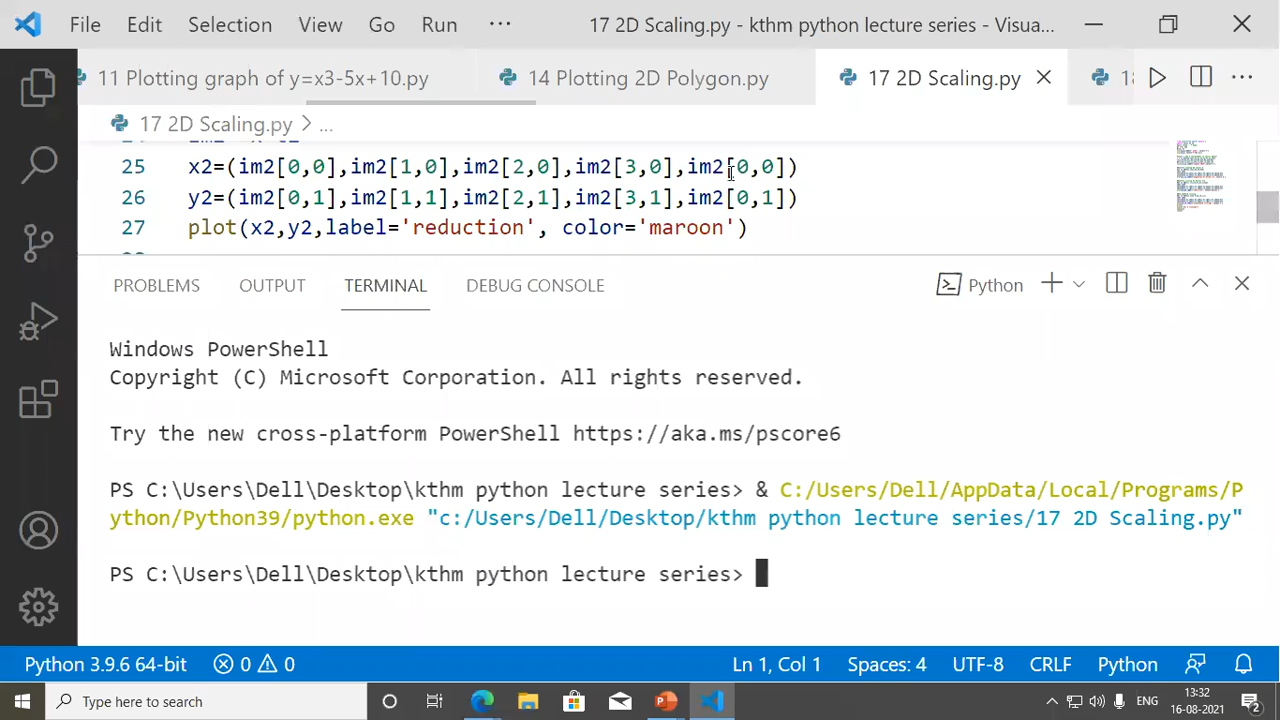 File Edit Selection View Go Run ··· 17 2D Scaling.py - kthm python lecture series - Visua...
11 Plotting graph of y=x3-5x+10.py 14 Plotting 2D Polygon.py 17 2D Scaling.py
17 2D Scaling.py > ...
25 x2=(im2[0,0],im2[1,0],im2[2,0],im2[3,0],im2[0,0])
26 y2=(im2[0,1],im2[1,1],im2[2,1],im2[3,1],im2[0,1])
27 plot(x2,y2,label='reduction', color='maroon')
PROBLEMS OUTPUT TERMINAL DEBUG CONSOLE Python
Windows PowerShell
Copyright (C) Microsoft Corporation. All rights reserved.
Try the new cross-platform PowerShell https://aka.ms/pscore6
PS C:\Users\Dell\Desktop\kthm python lecture series> & C:/Users/Dell/AppData/Local/Programs/P
ython/Python39/python.exe "c:/Users/Dell/Desktop/kthm python lecture series/17 2D Scaling.py"
PS C:\Users\Dell\Desktop\kthm python lecture series>
Python 3.9.6 64-bit 0 0 Ln 1, Col 1 Spaces: 4 UTF-8 CRLF Python
Type here to search ENG 13:32
16-08-2021 2